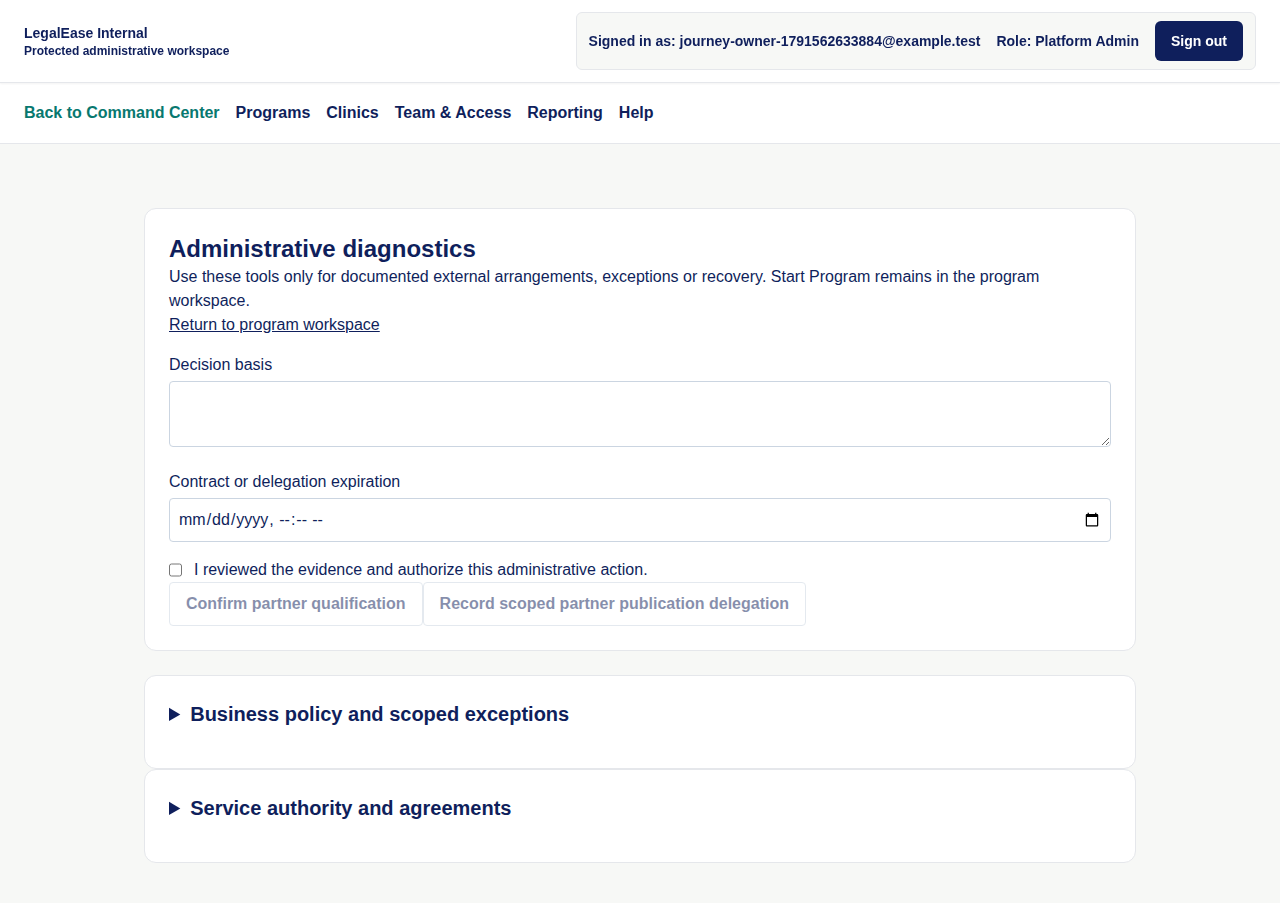 LegalEase Internal
Protected administrative workspace
Signed in as: journey-owner-1791562633884@example.test Role: Platform Admin Sign out
Back to Command Center Programs Clinics Team & Access Reporting Help
Administrative diagnostics
Use these tools only for documented external arrangements, exceptions or recovery. Start Program remains in the program
workspace.
Return to program workspace
Decision basis
Contract or delegation expiration
mm/dd/yyyy, --:-- --
I reviewed the evidence and authorize this administrative action.
Confirm partner qualification Record scoped partner publication delegation
Business policy and scoped exceptions
Service authority and agreements